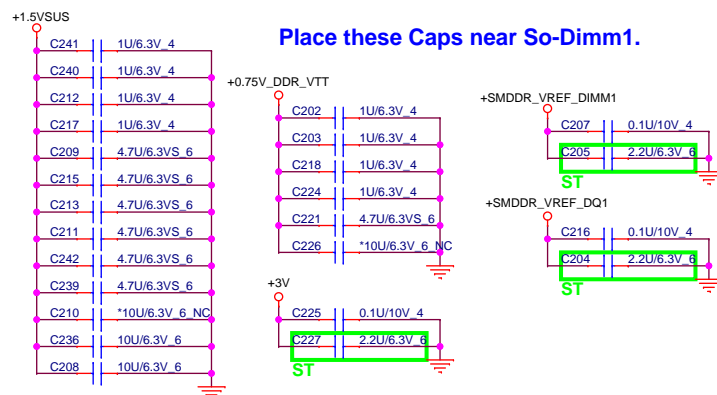 Place these Caps near So-Dimm1.
+1.5VSUS
C241 1U/6.3V_4
C240 1U/6.3V_4
C212 1U/6.3V_4
C217 1U/6.3V_4
C209 4.7U/6.3VS_6
C215 4.7U/6.3VS_6
C213 4.7U/6.3VS_6
C211 4.7U/6.3VS_6
C242 4.7U/6.3VS_6
C239 4.7U/6.3VS_6
C210 *10U/6.3V_6_NC
C236 10U/6.3V_6
C208 10U/6.3V_6
+0.75V_DDR_VTT
C202 1U/6.3V_4
C203 1U/6.3V_4
C218 1U/6.3V_4
C224 1U/6.3V_4
C221 4.7U/6.3VS_6
C226 *10U/6.3V_6_NC
+3V
C225 0.1U/10V_4
C227 2.2U/6.3V_6
ST
+SMDDR_VREF_DIMM1
C207 0.1U/10V_4
C205 2.2U/6.3V_6
ST
+SMDDR_VREF_DQ1
C216 0.1U/10V_4
C204 2.2U/6.3V_6
ST